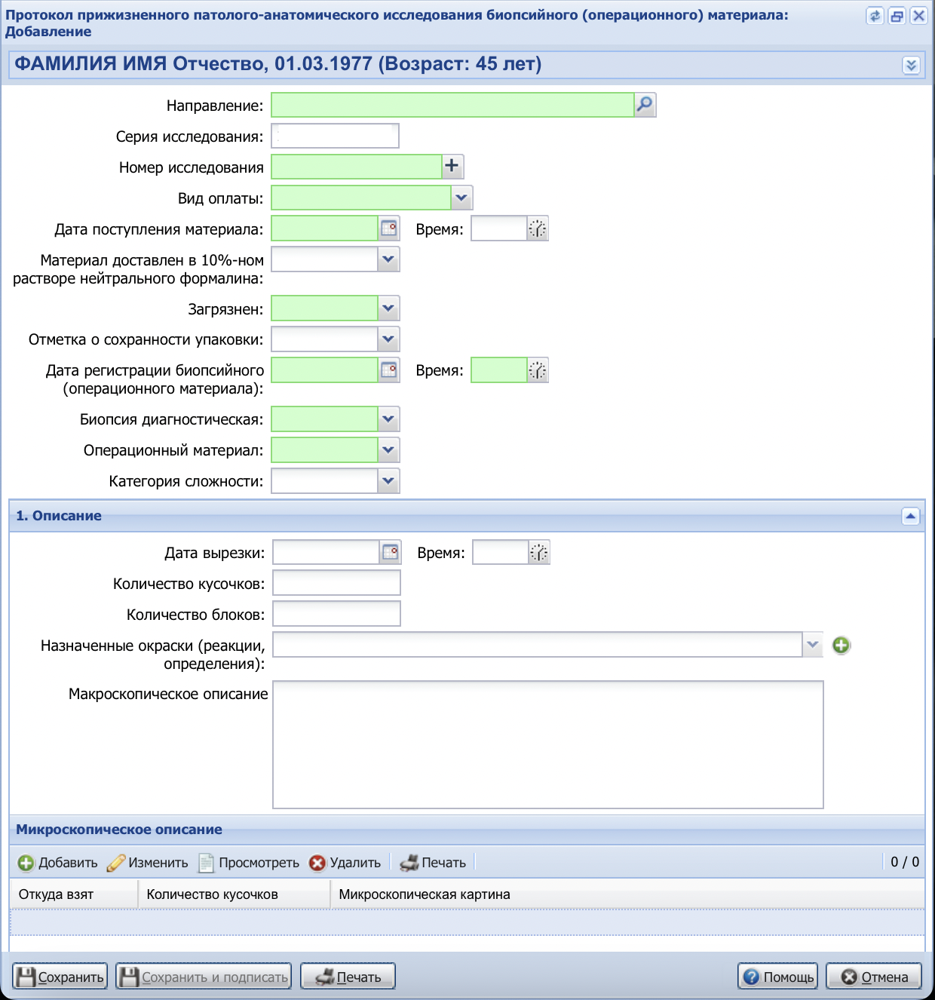 Протокол прижизненного патолого-анатомического исследования биопсийного (операционного) материала:
Добавление
ФАМИЛИЯ ИМЯ Отчество, 01.03.1977 (Возраст: 45 лет)
Направление:
Серия исследования:
Номер исследования
Вид оплаты:
Дата поступления материала: Время:
Материал доставлен в 10%-ном
растворе нейтрального формалина:
Загрязнен:
Отметка о сохранности упаковки:
Дата регистрации биопсийного Время:
(операционного материала):
Биопсия диагностическая:
Операционный материал:
Категория сложности:
1. Описание
Дата вырезки: Время:
Количество кусочков:
Количество блоков:
Назначенные окраски (реакции,
определения):
Макроскопическое описание
Микроскопическое описание
Добавить Изменить Просмотреть Удалить Печать 0 / 0
Откуда взят Количество кусочков Микроскопическая картина
Сохранить Сохранить и подписать Печать Помощь Отмена